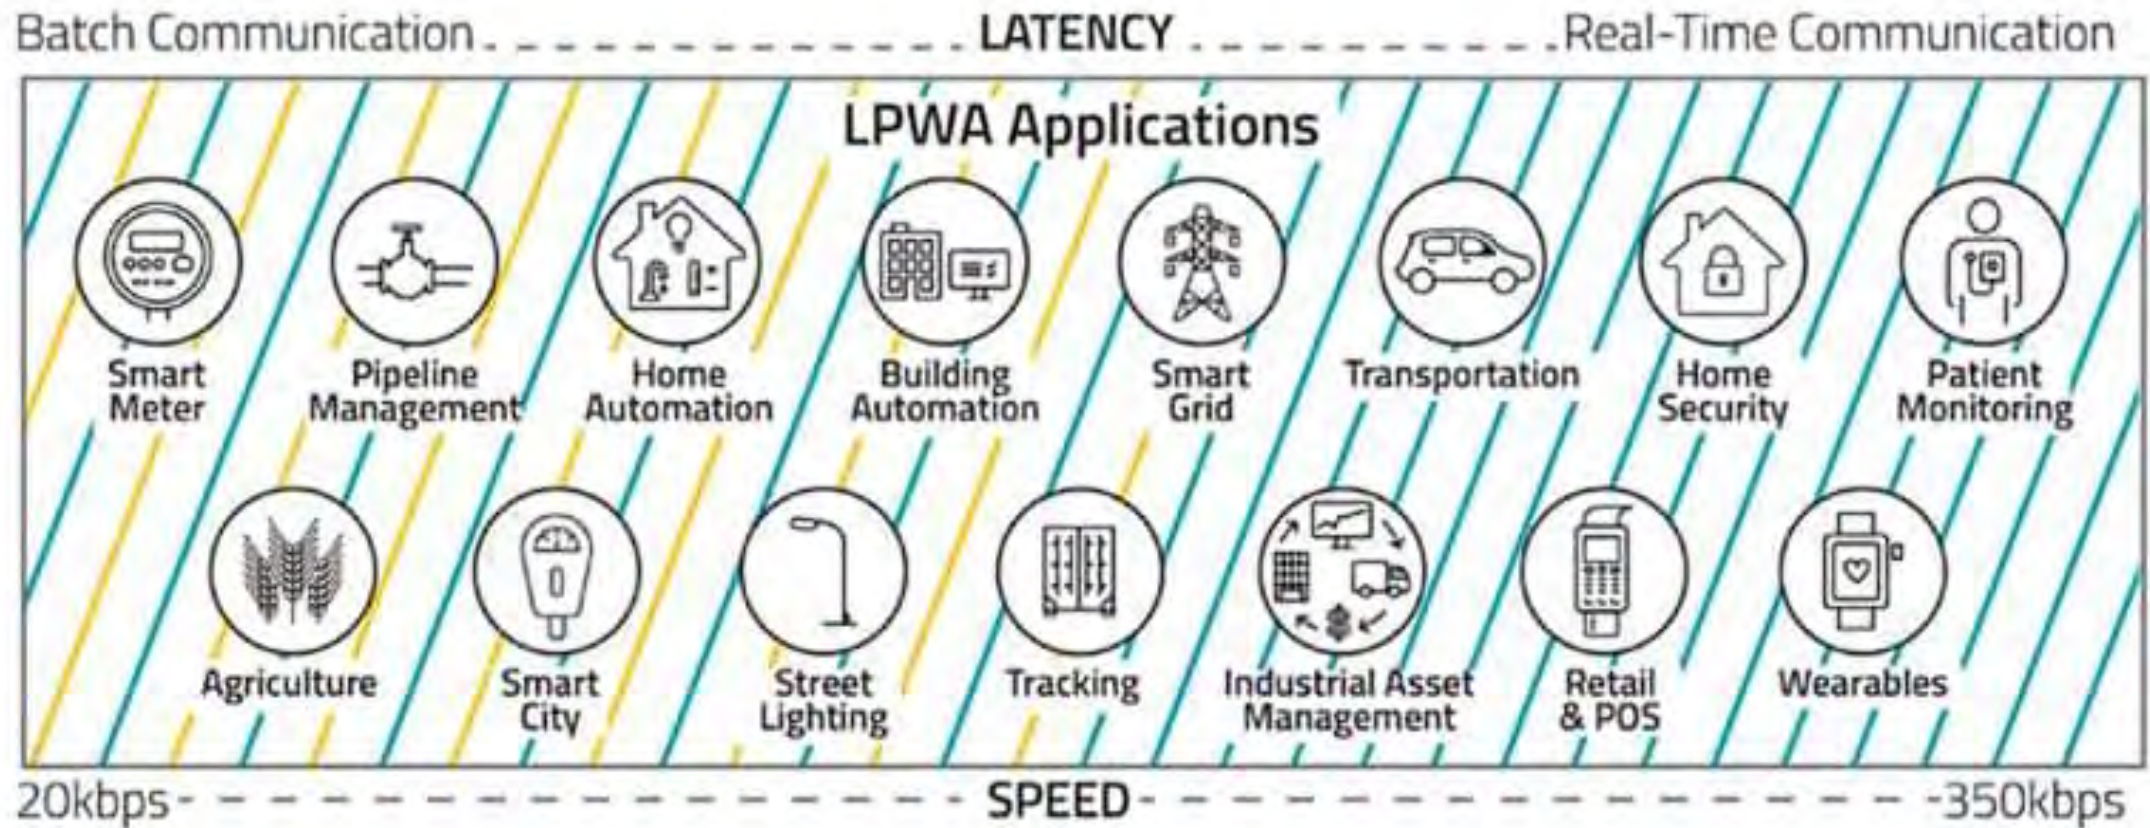 Batch Communication LATENCY Real-Time Communication
LPWA Applications
Smart
Meter
Pipeline
Management
Home
Automation
Building
Automation
Smart
Grid
Transportation
Home
Security
Patient
Monitoring
Agriculture
Smart
City
Street
Lighting
Tracking
Industrial Asset
Management
Retail
& POS
Wearables
20kbps SPEED 350kbps